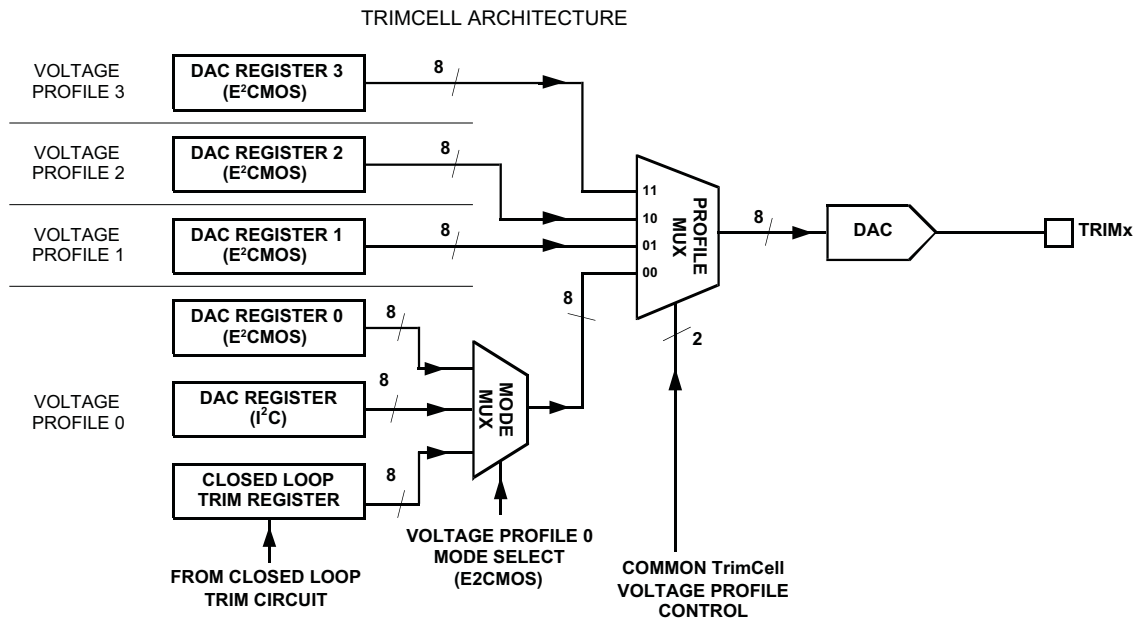 TRIMCELL ARCHITECTURE
VOLTAGE
PROFILE 3
DAC REGISTER 3
(E²CMOS)
8
VOLTAGE
PROFILE 2
DAC REGISTER 2
(E²CMOS)
8
VOLTAGE
PROFILE 1
DAC REGISTER 1
(E²CMOS)
8
11
10
01
00
PROFILE
MUX
8
DAC
TRIMx
DAC REGISTER 0
(E²CMOS)
8
8
2
VOLTAGE
PROFILE 0
DAC REGISTER
(I²C)
8
MODE
MUX
CLOSED LOOP
TRIM REGISTER
8
FROM CLOSED LOOP
TRIM CIRCUIT
VOLTAGE PROFILE 0
MODE SELECT
(E2CMOS)
COMMON TrimCell
VOLTAGE PROFILE
CONTROL